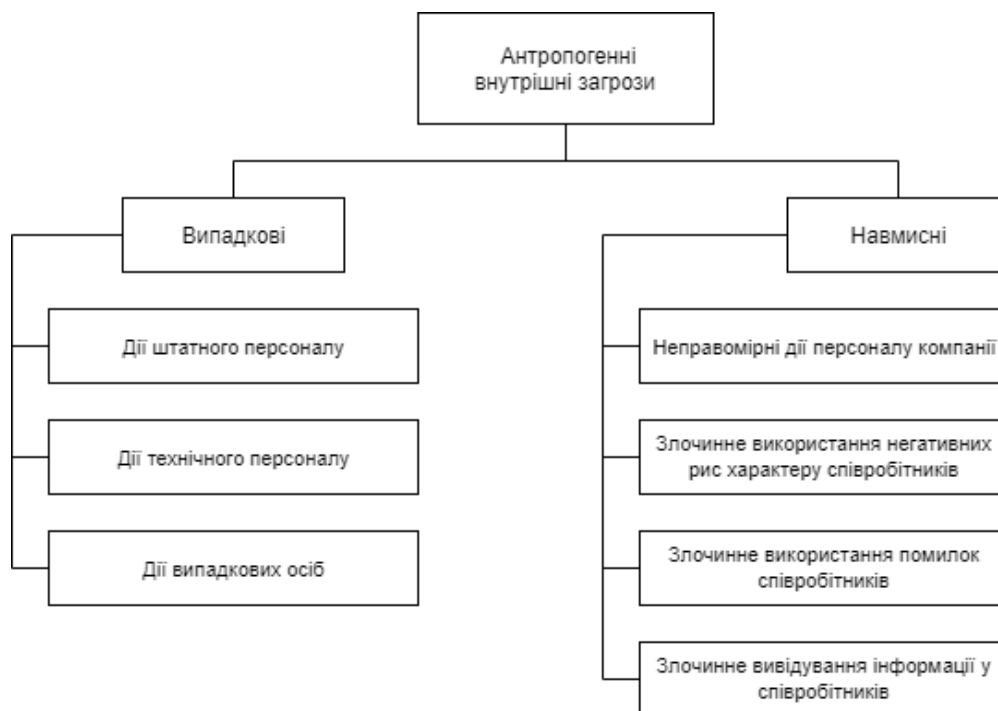 Антропогенні
внутрішні загрози
Випадкові
Навмисні
Дії штатного персоналу
Дії технічного персоналу
Дії випадкових осіб
Неправомірні дії персоналу компанії
Злочинне використання негативних
рис характеру співробітників
Злочинне використання помилок
співробітників
Злочинне вивідування інформації у
співробітників